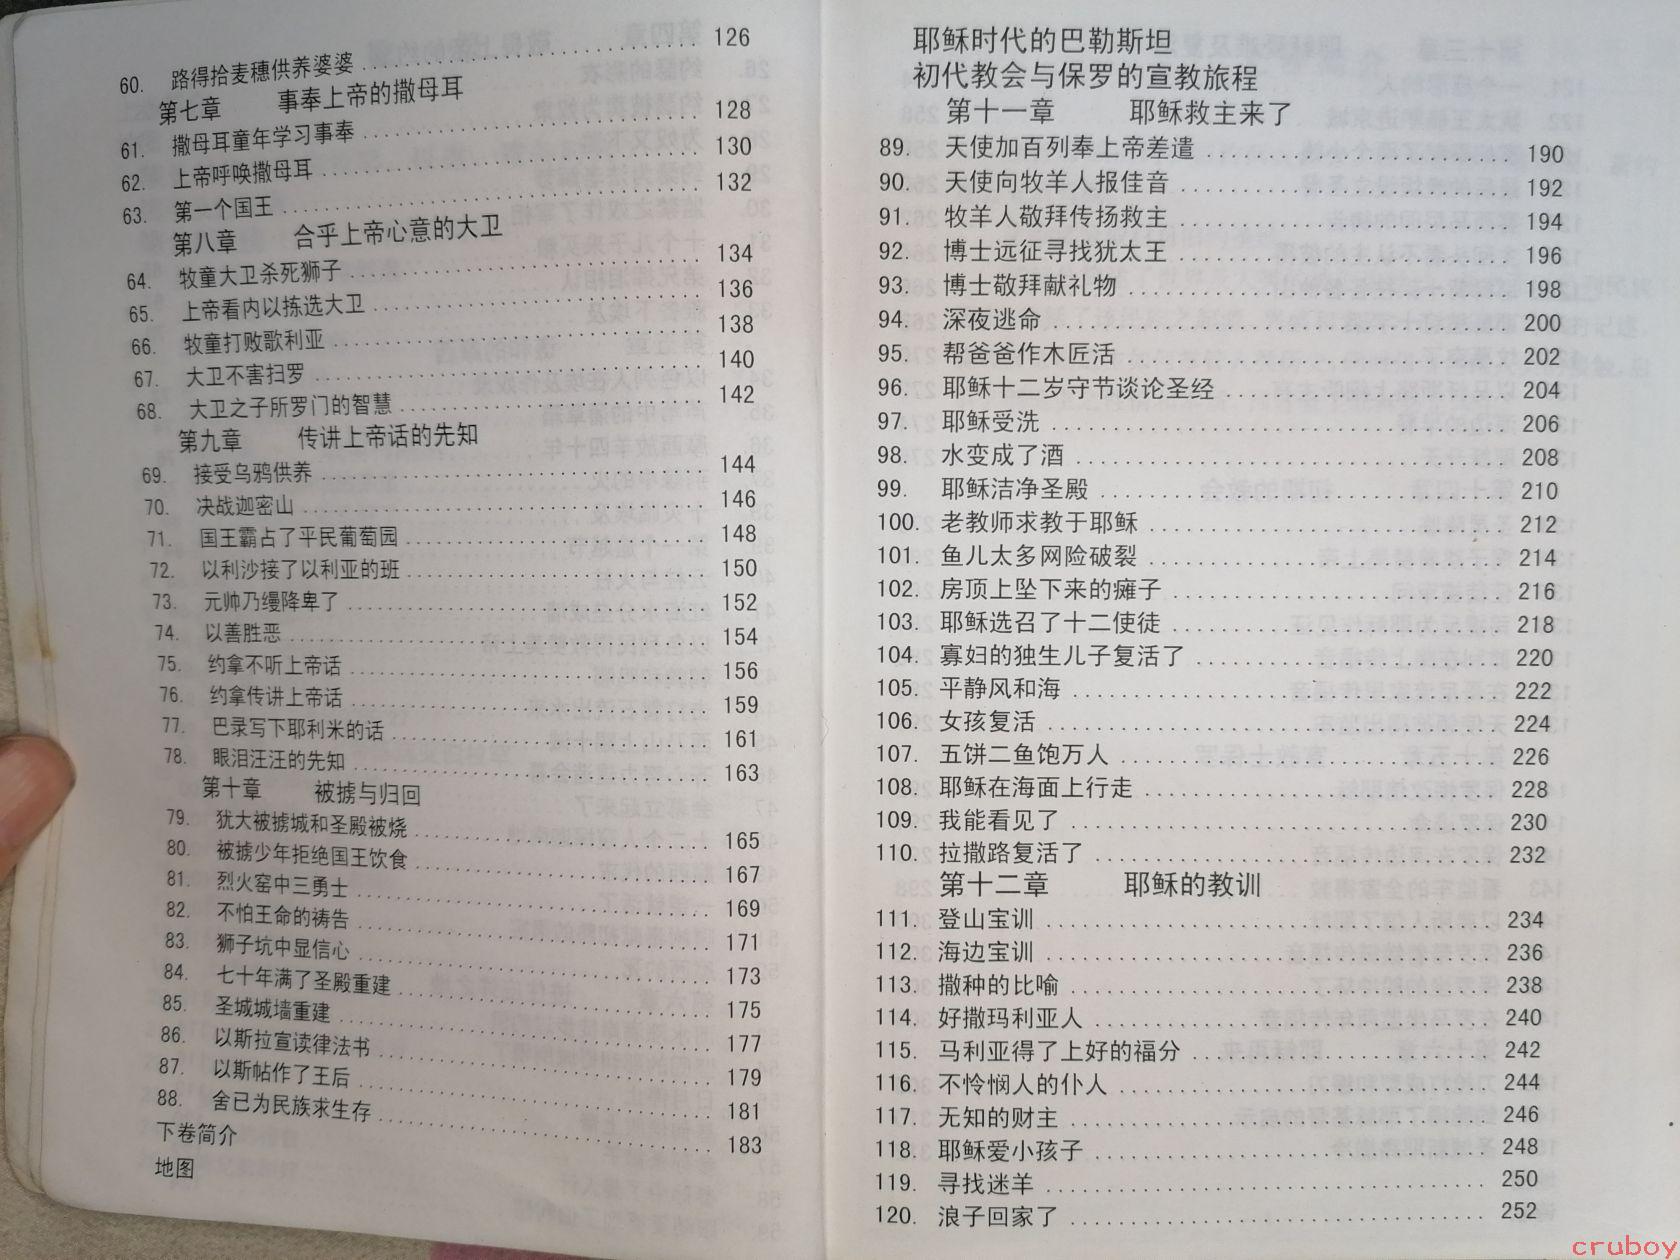 60. 路得拾麦穗供养婆婆 126
第七章 事奉上帝的撒母耳
61. 撒母耳童年学习事奉 128
62. 上帝呼唤撒母耳 130
63. 第一个国王 132
第八章 合乎上帝心意的大卫
64. 牧童大卫杀死狮子 134
65. 上帝看内以拣选大卫 136
66. 牧童打败歌利亚 138
67. 大卫不害扫罗 140
68. 大卫之子所罗门的智慧 142
第九章 传讲上帝话的先知
69. 接受乌鸦供养 144
70. 决战迦密山 146
71. 国王霸占了平民葡萄园 148
72. 以利沙接了以利亚的班 150
73. 元帅乃缦降卑了 152
74. 以善胜恶 154
75. 约拿不听上帝话 156
76. 约拿传讲上帝话 159
77. 巴录写下耶利米的话 161
78. 眼泪汪汪的先知 163
第十章 被掳与归回
79. 犹大被掳城和圣殿被烧 165
80. 被掳少年拒绝国王饮食 167
81. 烈火窑中三勇士 169
82. 不怕王命的祷告 171
83. 狮子坑中显信心 173
84. 七十年满了圣殿重建 175
85. 圣城城墙重建 177
86. 以斯拉宣读律法书 179
87. 以斯帖作了王后 181
88. 舍已为民族求生存 183
下卷简介
地图
耶稣时代的巴勒斯坦
初代教会与保罗的宣教旅程
第十一章 耶稣救主来了
89. 天使加百列奉上帝差遣 190
90. 天使向牧羊人报佳音 192
91. 牧羊人敬拜传扬救主 194
92. 博士远征寻找犹太王 196
93. 博士敬拜献礼物 198
94. 深夜逃命 200
95. 帮爸爸作木匠活 202
96. 耶稣十二岁守节谈论圣经 204
97. 耶稣受洗 206
98. 水变成了酒 208
99. 耶稣洁净圣殿 210
100. 老教师求教于耶稣 212
101. 鱼儿太多网险破裂 214
102. 房顶上坠下来的瘫子 216
103. 耶稣选召了十二使徒 218
104. 寡妇的独生儿子复活了 220
105. 平静风和海 222
106. 女孩复活 224
107. 五饼二鱼饱万人 226
108. 耶稣在海面上行走 228
109. 我能看见了 230
110. 拉撒路复活了 232
第十二章 耶稣的教训
111. 登山宝训 234
112. 海边宝训 236
113. 撒种的比喻 238
114. 好撒玛利亚人 240
115. 马利亚得了上好的福分 242
116. 不怜悯人的仆人 244
117. 无知的财主 246
118. 耶稣爱小孩子 248
119. 寻找迷羊 250
120. 浪子回家了 252
cruboy